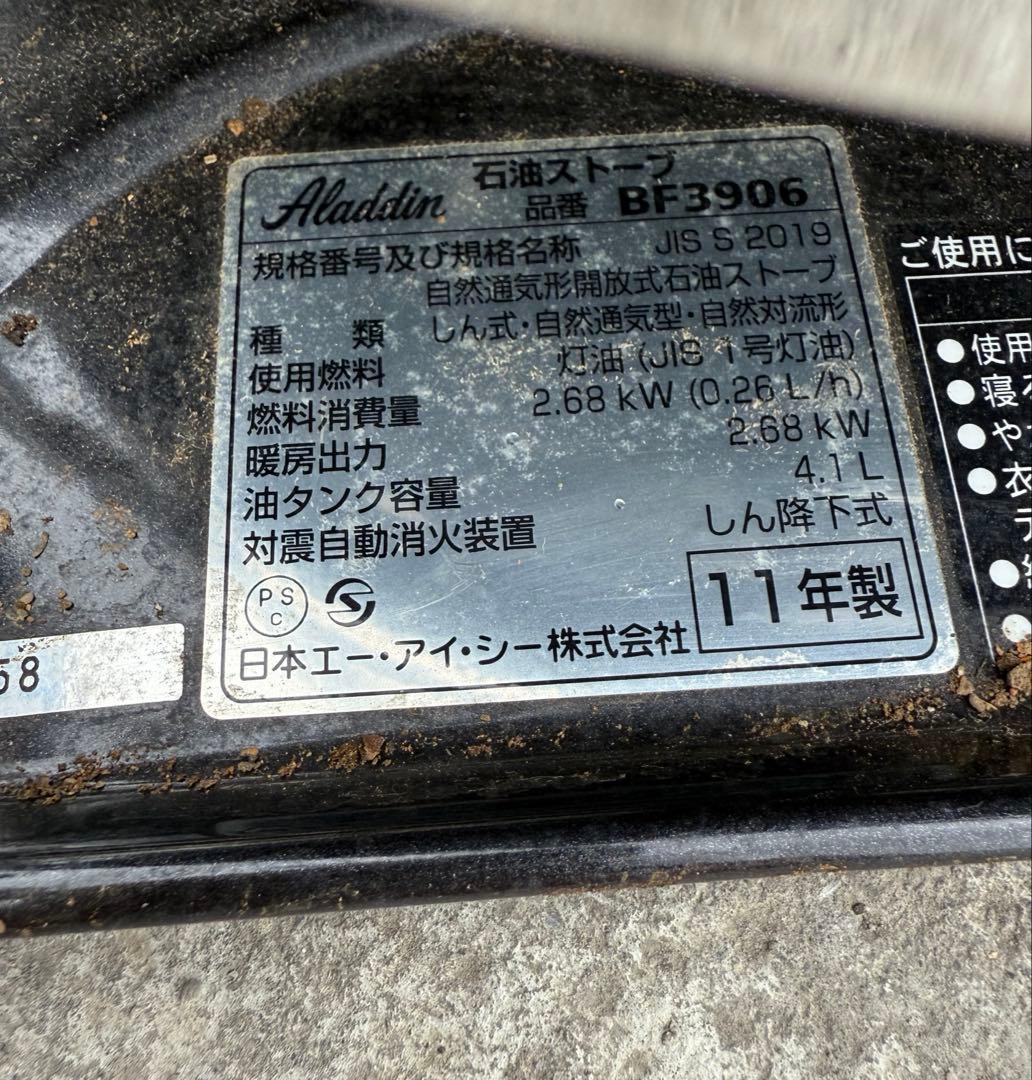 Aladdin 石油ストーブ
品番 BF3906
規格番号及び規格名称 JIS S 2019
自然通気形開放式石油ストーブ
種 類 しん式・自然通気型・自然対流形
使用燃料 灯油 (JIS 1号灯油)
燃料消費量 2.68 kW (0.26 L/h)
暖房出力 2.68 kW
油タンク容量 4.1 L
対震自動消火装置 しん降下式
PS
C
11年製
日本エー・アイ・シー株式会社
58
ご使用に
●使用
●寝
●や
●衣